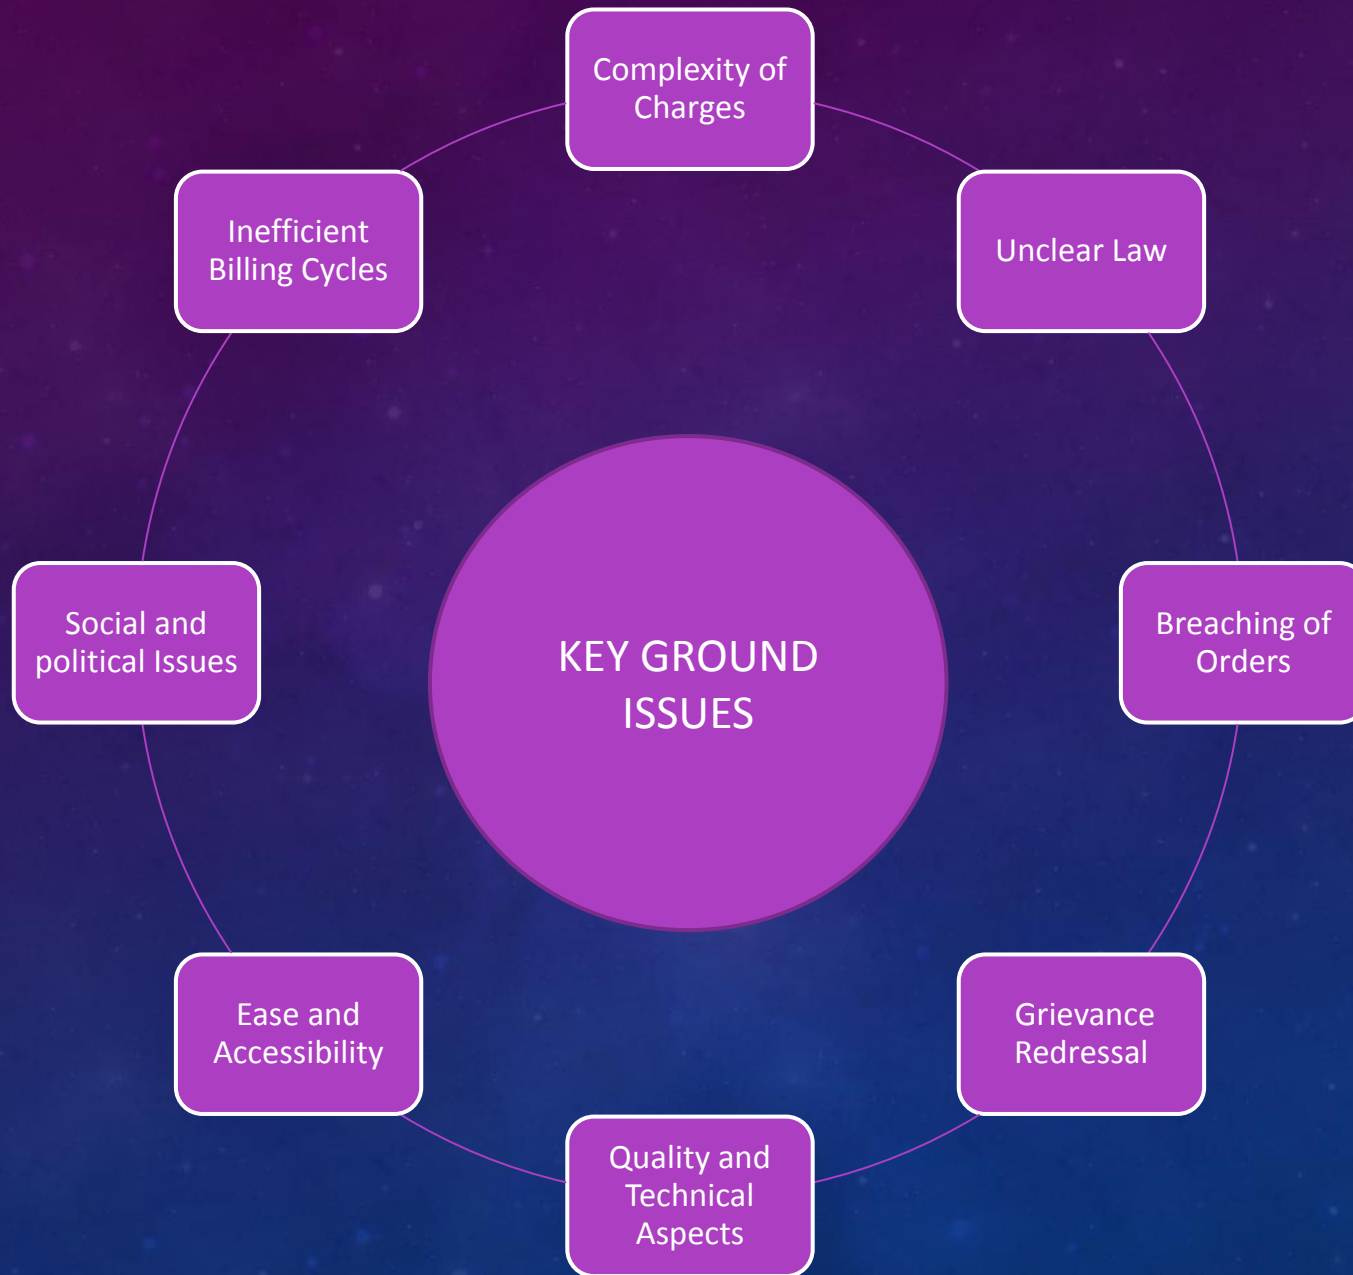 Complexity of
Charges
Unclear Law
Breaching of
Orders
Grievance
Redressal
Quality and
Technical
Aspects
Ease and
Accessibility
Social and
political Issues
Inefficient
Billing Cycles
KEY GROUND
ISSUES